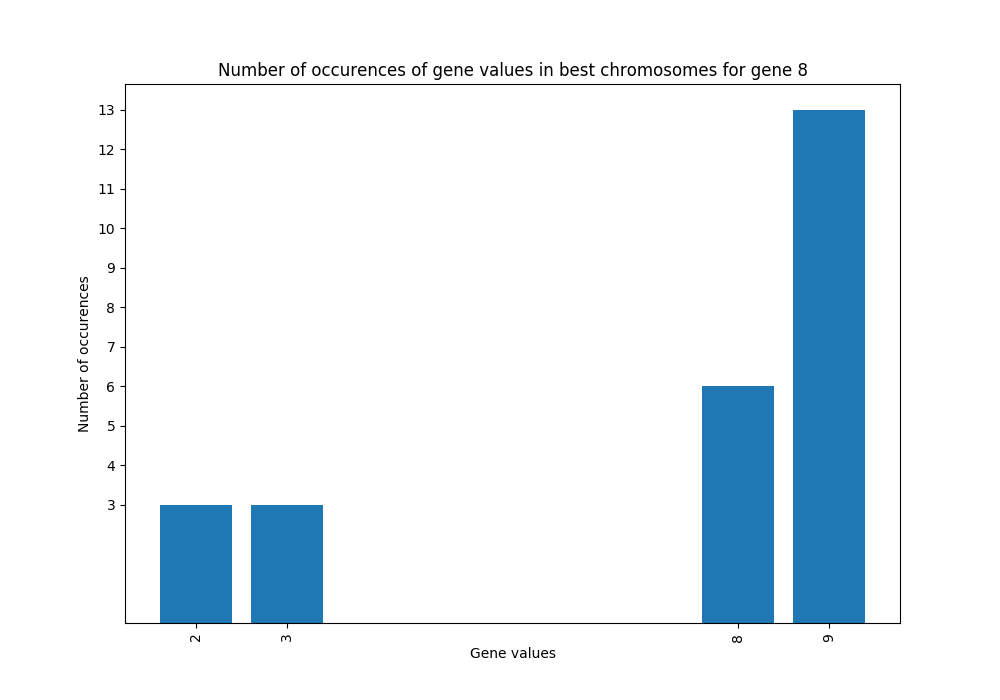 Number of occurences of gene values in best chromosomes for gene 8
13
12
11
10
9
8
7
6
5
4
3
Number of occurences
2 3 8 9
Gene values